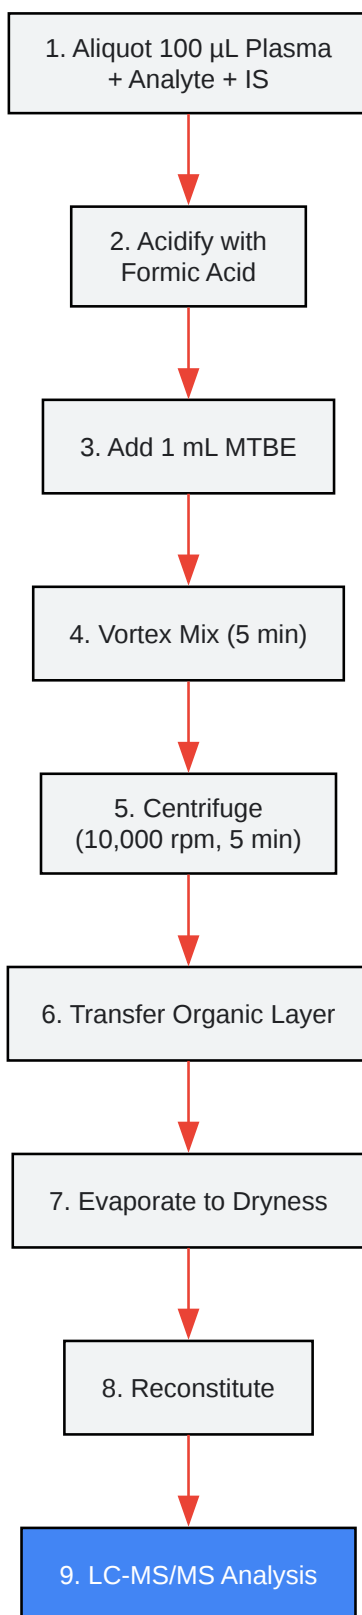 1. Aliquot 100 µL Plasma
+ Analyte + IS
2. Acidify with
Formic Acid
3. Add 1 mL MTBE
4. Vortex Mix (5 min)
5. Centrifuge
(10,000 rpm, 5 min)
6. Transfer Organic Layer
7. Evaporate to Dryness
8. Reconstitute
9. LC-MS/MS Analysis